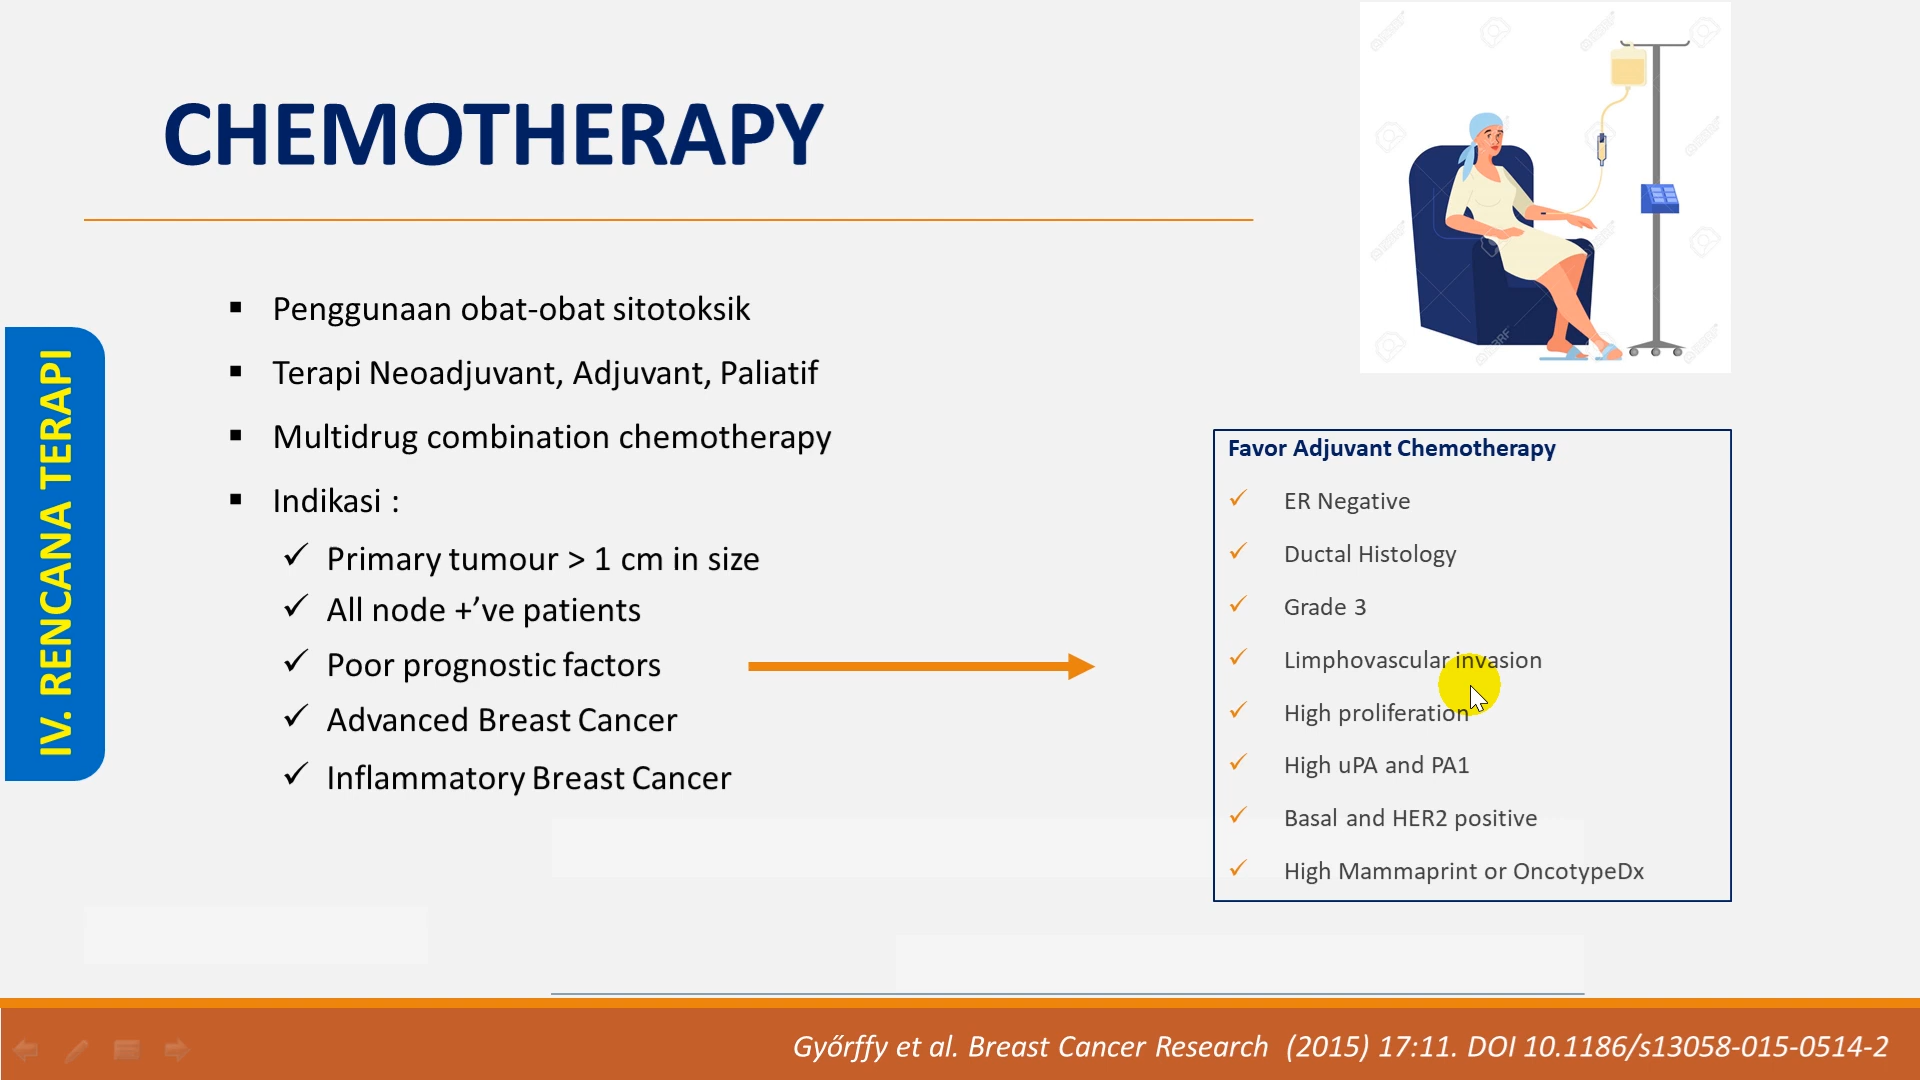 CHEMOTHERAPY
IV. RENCANA TERAPI
Penggunaan obat-obat sitotoksik
Terapi Neoadjuvant, Adjuvant, Paliatif
Multidrug combination chemotherapy
Indikasi :
Primary tumour > 1 cm in size
All node +’ve patients
Poor prognostic factors
Advanced Breast Cancer
Inflammatory Breast Cancer
Favor Adjuvant Chemotherapy
ER Negative
Ductal Histology
Grade 3
Limphovascular invasion
High proliferation
High uPA and PA1
Basal and HER2 positive
High Mammaprint or OncotypeDx
Győrffy et al. Breast Cancer Research (2015) 17:11. DOI 10.1186/s13058-015-0514-2